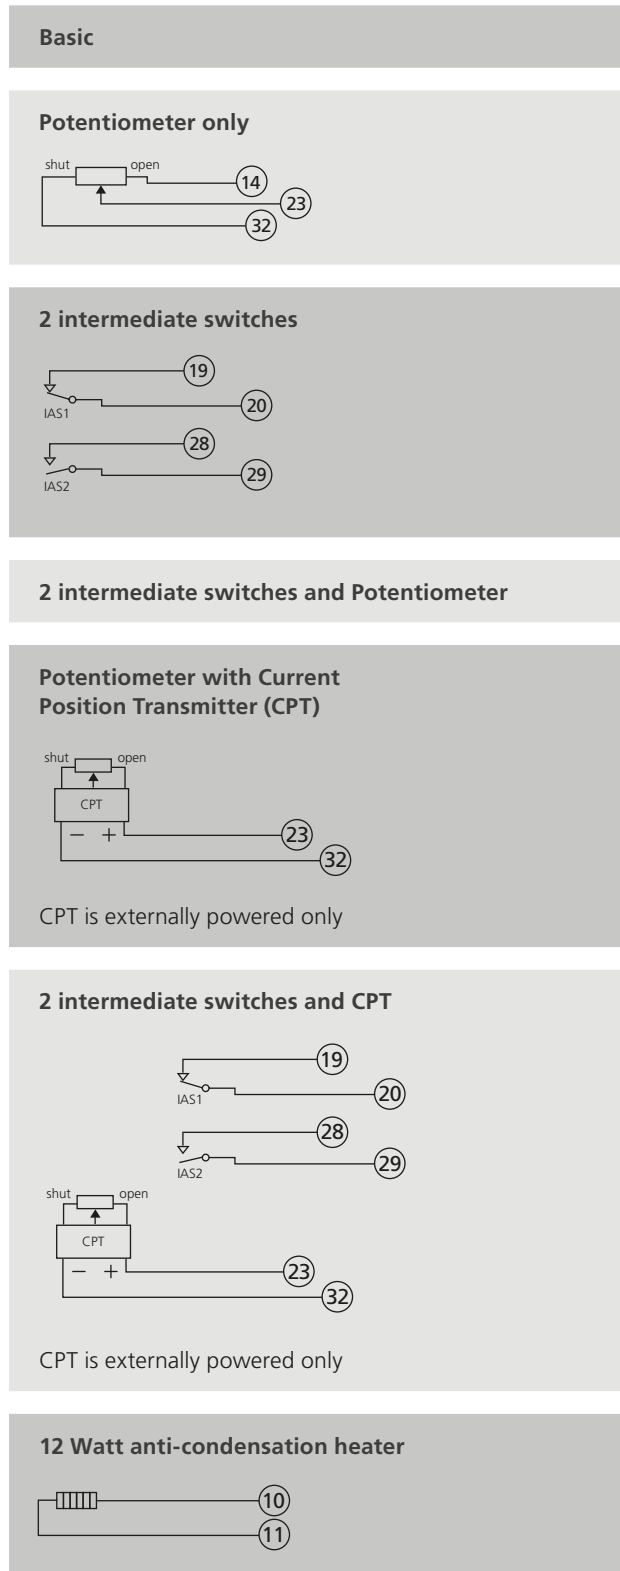 Basic
Potentiometer only
shut open
14
23
32
2 intermediate switches
19
IAS1
20
28
IAS2
29
2 intermediate switches and Potentiometer
Potentiometer with Current
Position Transmitter (CPT)
shut open
CPT
− + 23
32
CPT is externally powered only
2 intermediate switches and CPT
19
IAS1
20
28
IAS2
29
shut open
CPT
− + 23
32
CPT is externally powered only
12 Watt anti-condensation heater
10
11